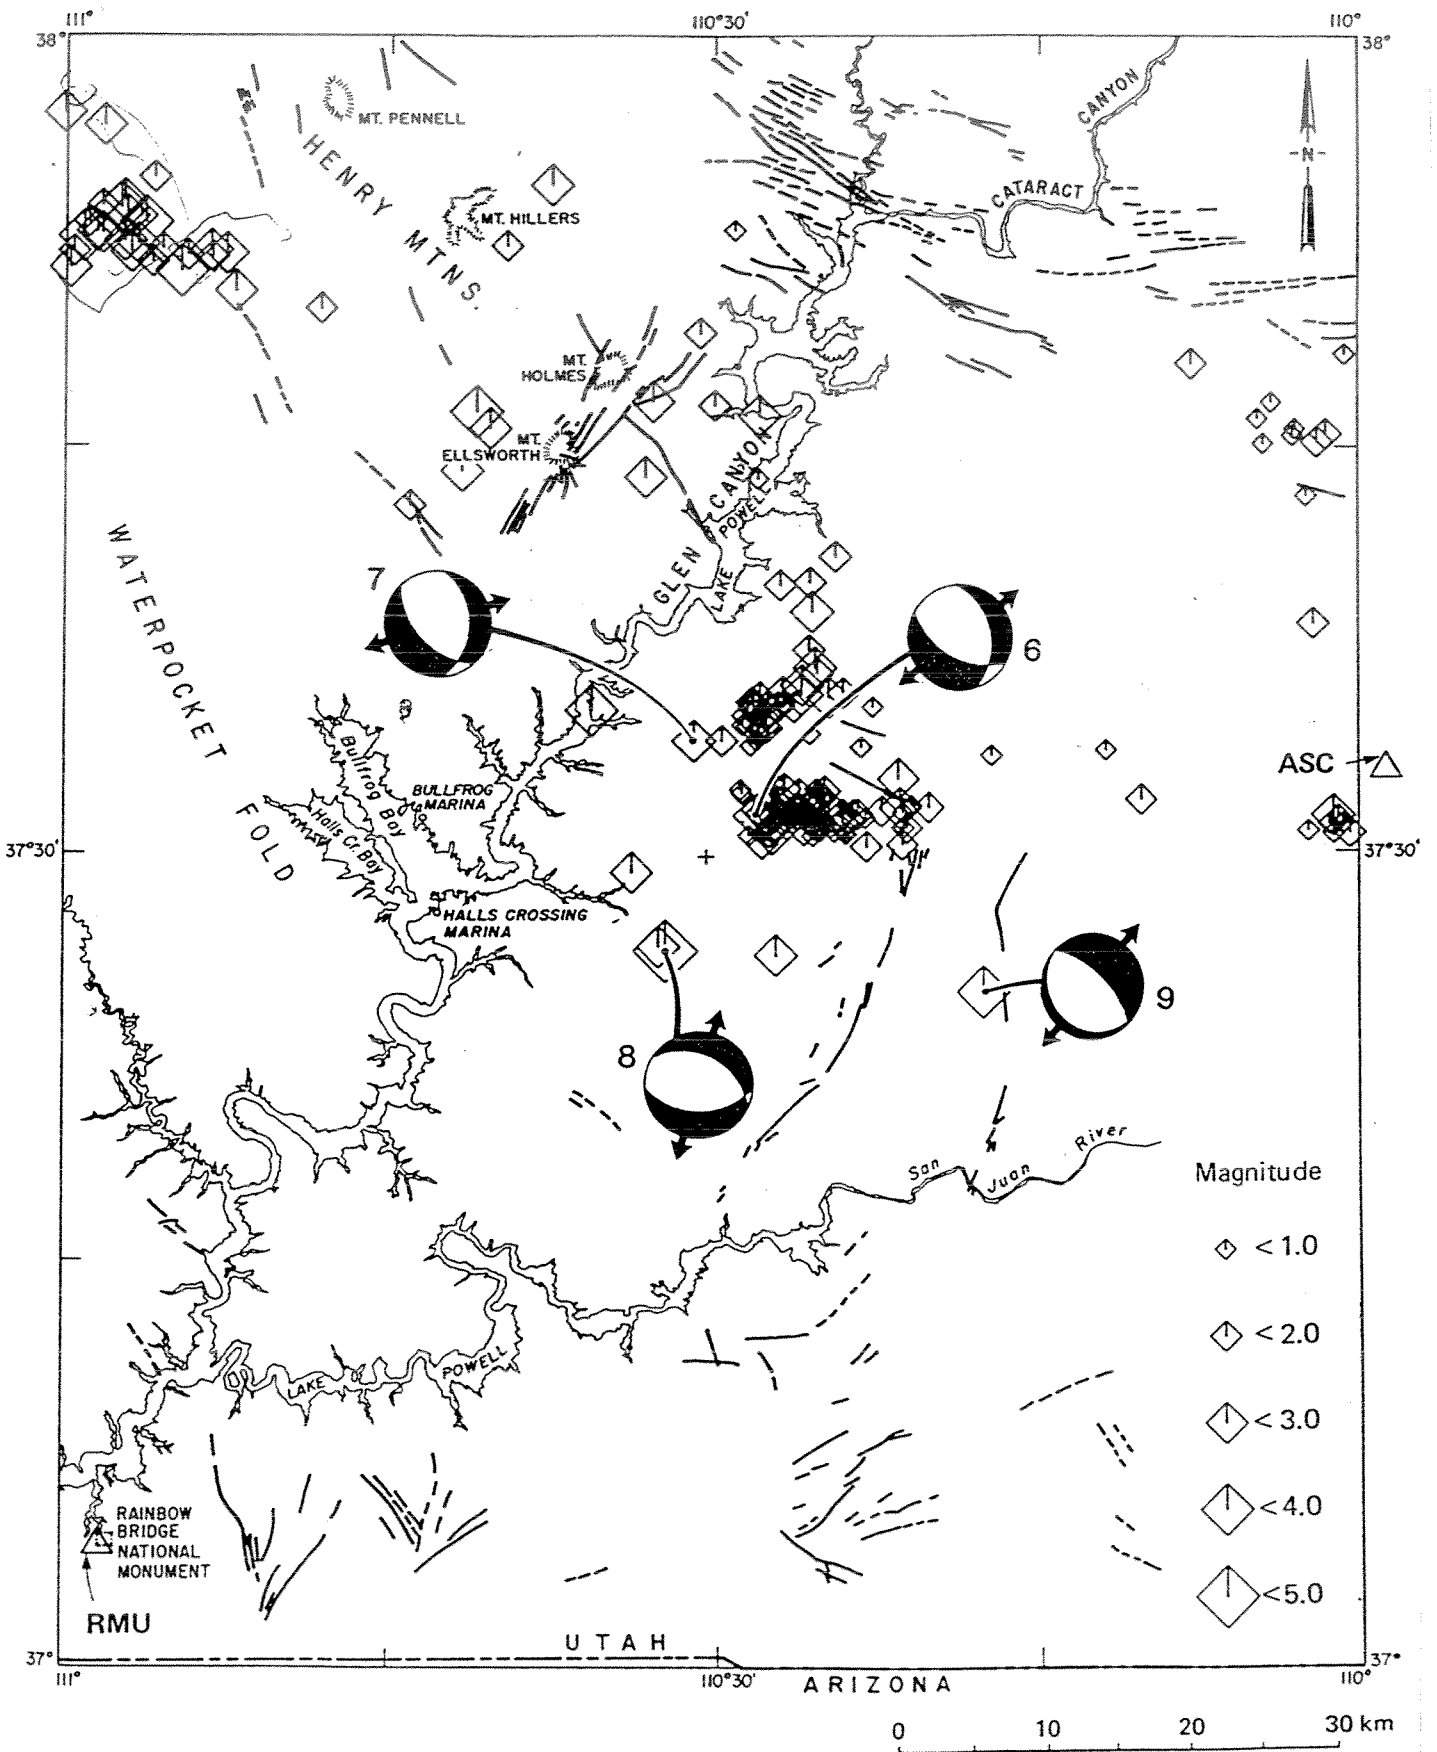 111°
110°30'
110°
38°
38°
CANYON
MT. PENNELL
N
HENRY MTNS.
CATARACT
MT. HILLERS
MT.
HOLMES
MT.
ELLSWORTH
CANYON
POWELL
WATERPOCKET
FOLD
GLEN
LAKE
7
6
Bullfrog Bay
BULLFROG
MARINA
ASC
Halls Cr. Bay
37°30'
37°30'
HALLS CROSSING
MARINA
9
8
San
Juan
River
Magnitude
<1.0
<2.0
<3.0
<4.0
<5.0
LAKE
POWELL
RAINBOW
BRIDGE
NATIONAL
MONUMENT
RMU
UTAH
37°
37°
111°
110°30'
ARIZONA
110°
0 10 20 30 km